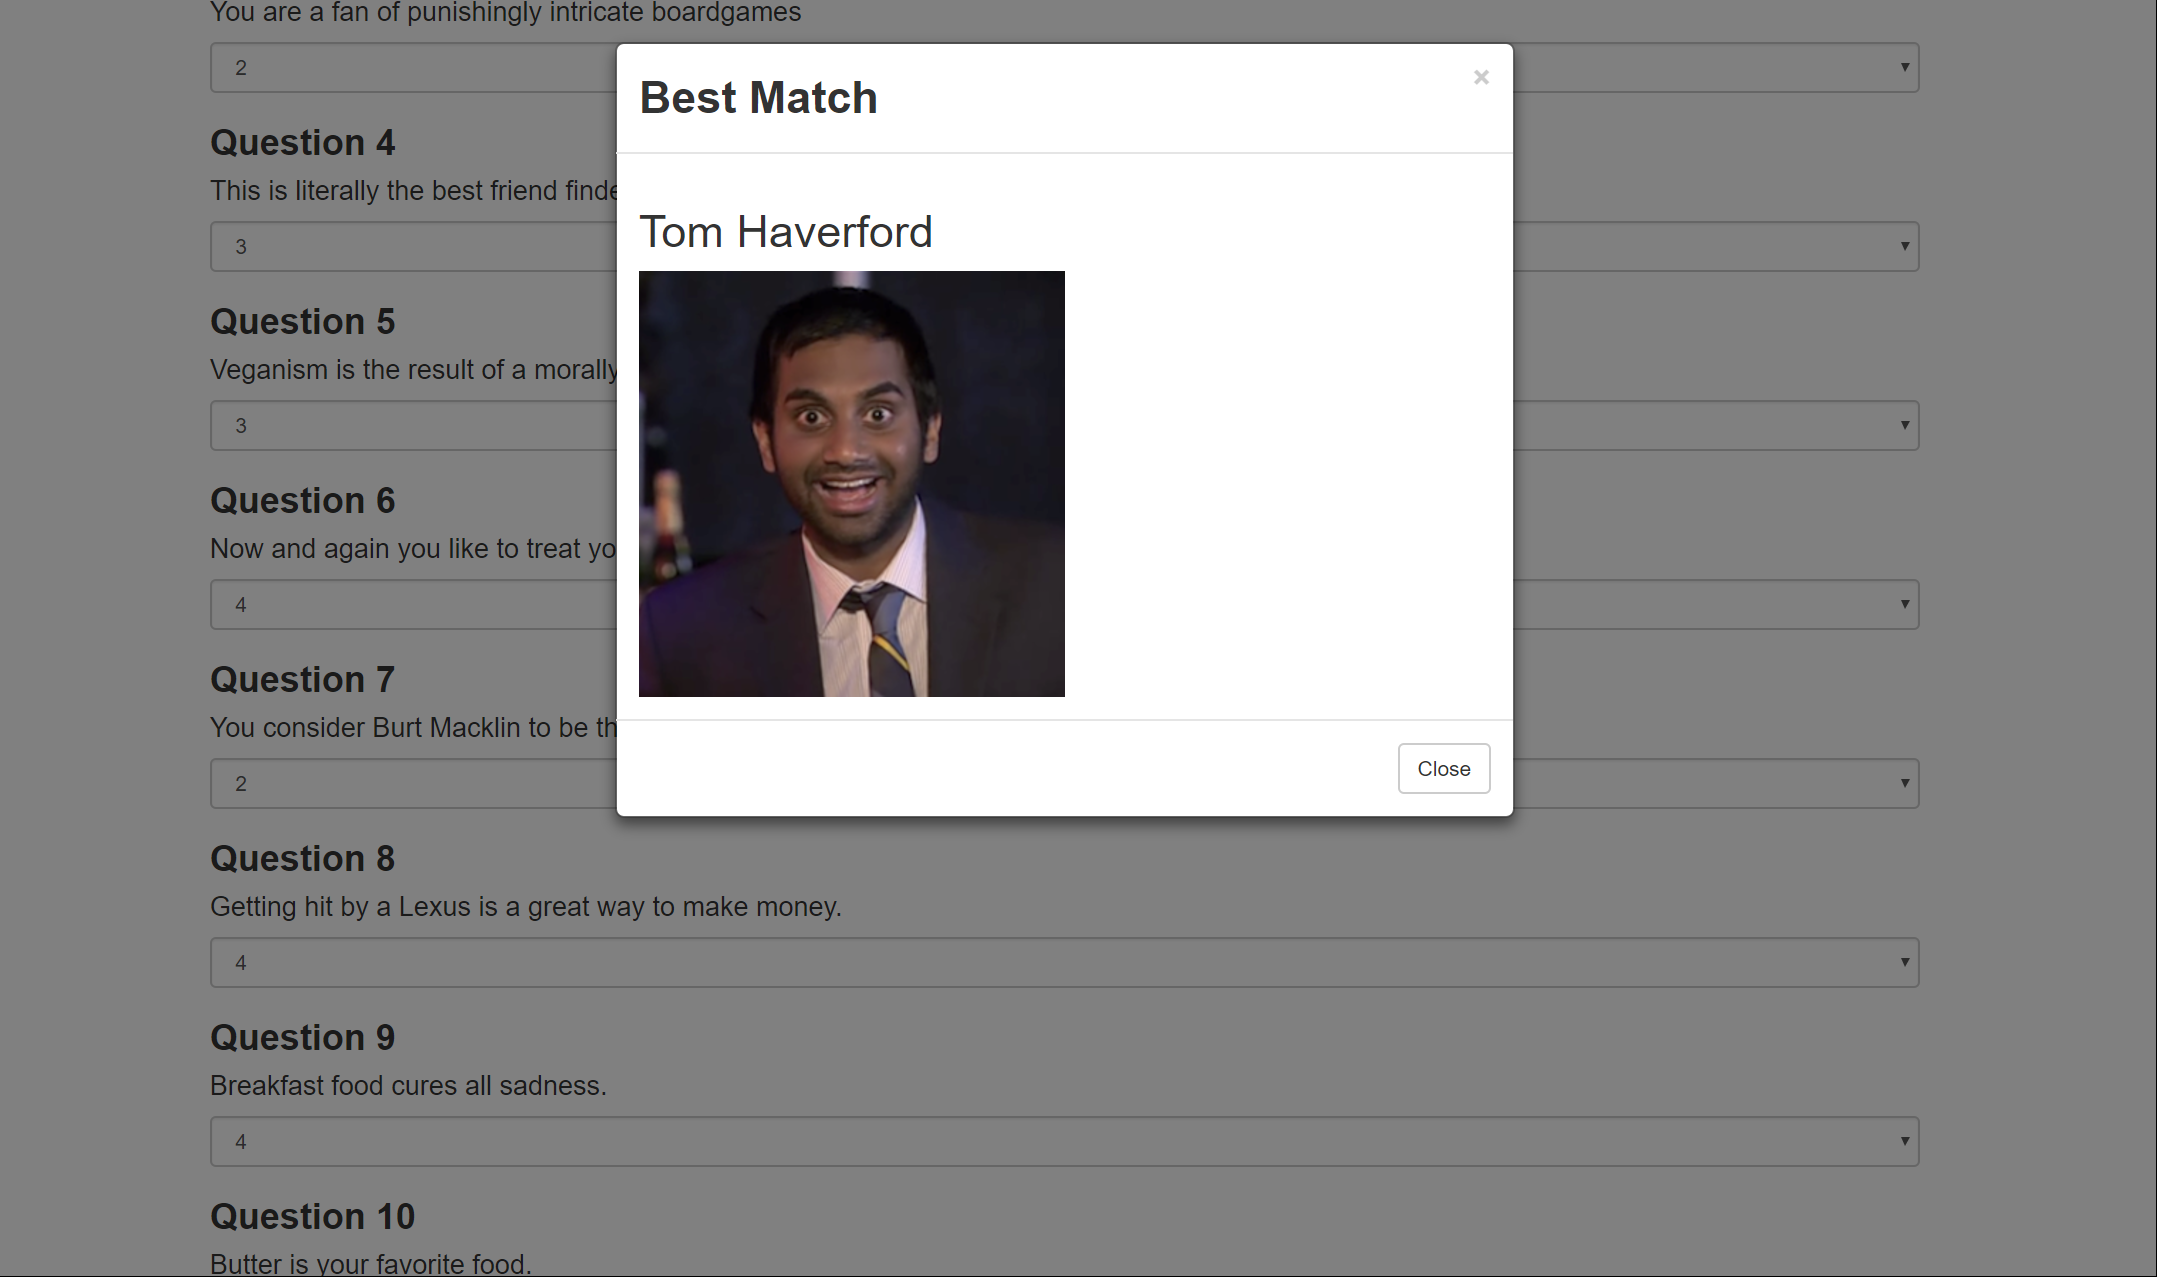 You are a fan of punishingly intricate boardgames
2
Best Match
×
Question 4
This is literally the best friend finde
3
Tom Haverford
Question 5
Veganism is the result of a morally
3
Question 6
Now and again you like to treat yo
4
Question 7
You consider Burt Macklin to be th
2
Close
Question 8
Getting hit by a Lexus is a great way to make money.
4
Question 9
Breakfast food cures all sadness.
4
Question 10
Butter is your favorite food.